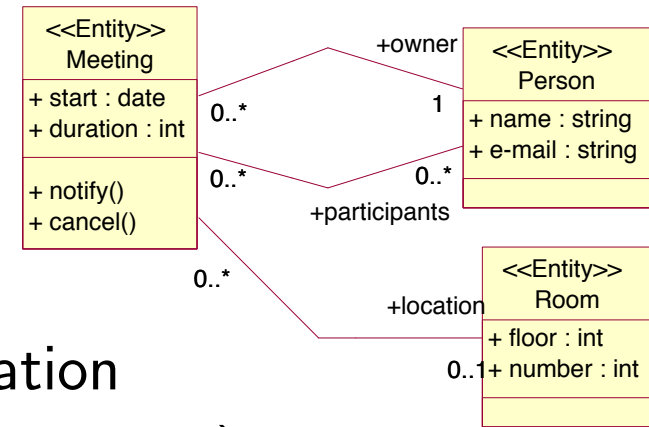 <<Entity>>
Meeting
+ start : date
+ duration : int
+ notify()
+ cancel()
0..*
+owner
1
0..*
0..*
+participants
<<Entity>>
Person
+ name : string
+ e-mail : string
0..*
+location
0..1
<<Entity>>
Room
+ floor : int
+ number : int
ation